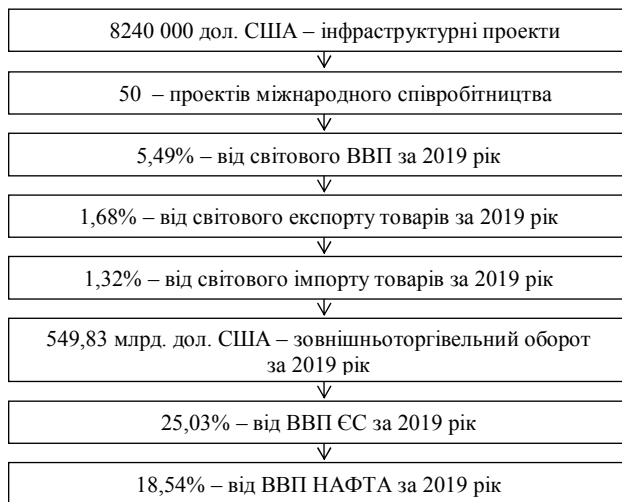 8240 000 дол. США – інфраструктурні проекти
50 – проектів міжнародного співробітництва
5,49% – від світового ВВП за 2019 рік
1,68% – від світового експорту товарів за 2019 рік
1,32% – від світового імпорту товарів за 2019 рік
549,83 млрд. дол. США – зовнішньоторгівельний оборот
за 2019 рік
25,03% – від ВВП ЄС за 2019 рік
18,54% – від ВВП НАФТА за 2019 рік